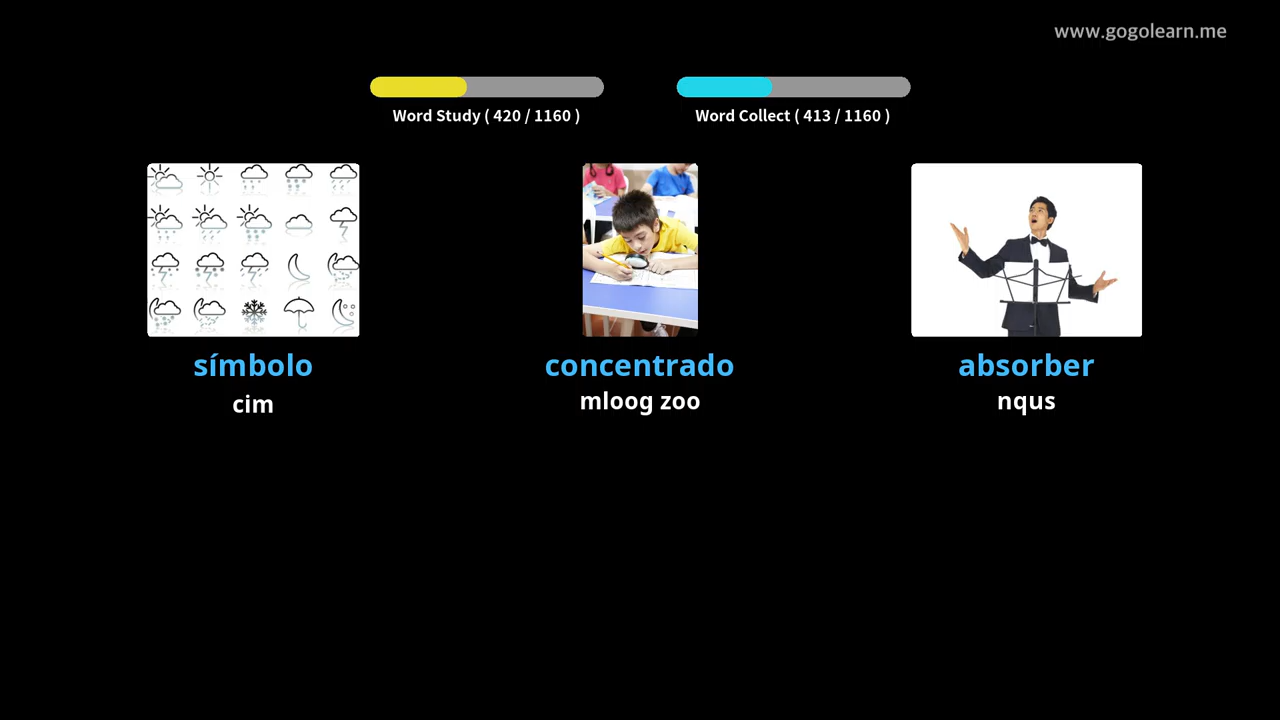 www.gogolearn.me
Word Study ( 420 / 1160 )
Word Collect ( 413 / 1160 )
símbolo
concentrado
absorber
cim
mloog zoo
nqus